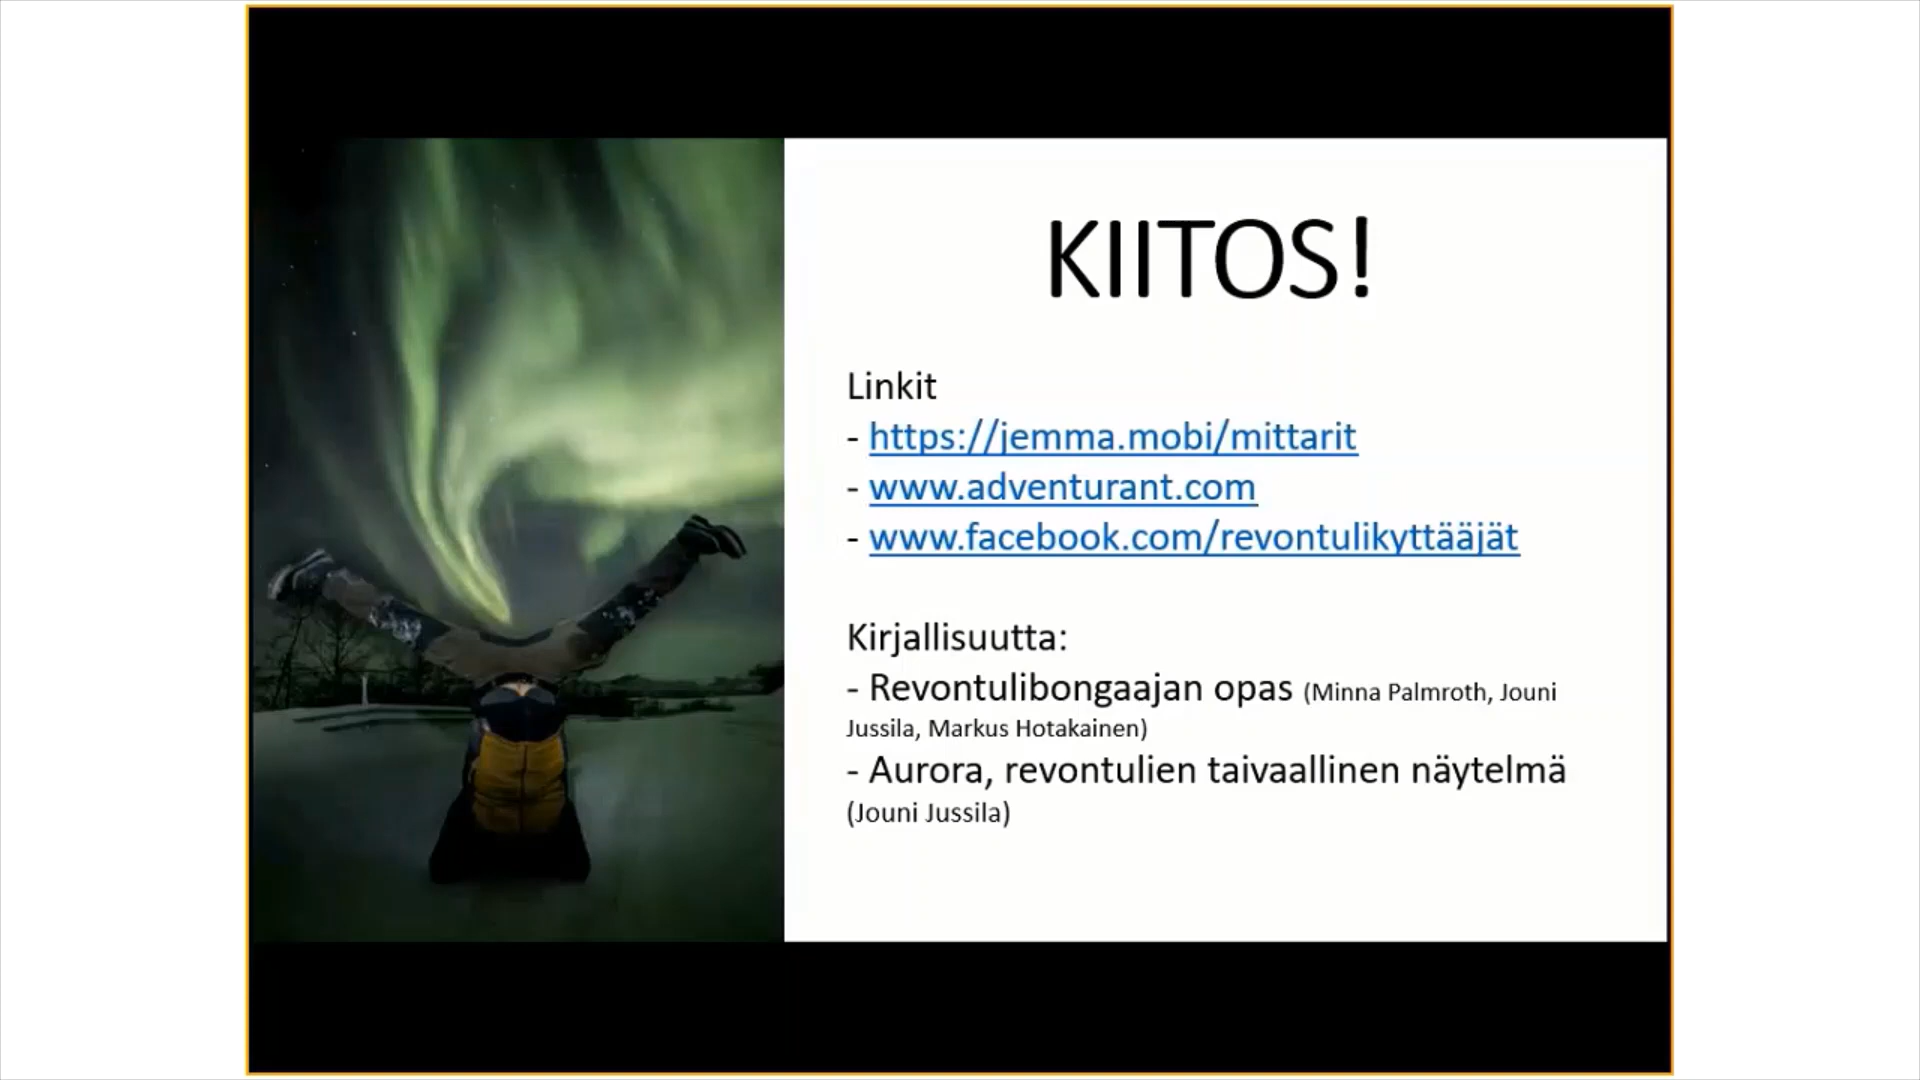 KIITOS!
Linkit
- https://jemma.mobi/mittarit
- www.adventurant.com
- www.facebook.com/revontulikyttääjät
Kirjallisuutta:
- Revontulibongaajan opas (Minna Palmroth, Jouni
Jussila, Markus Hotakainen)
- Aurora, revontulien taivaallinen näytelmä
(Jouni Jussila)